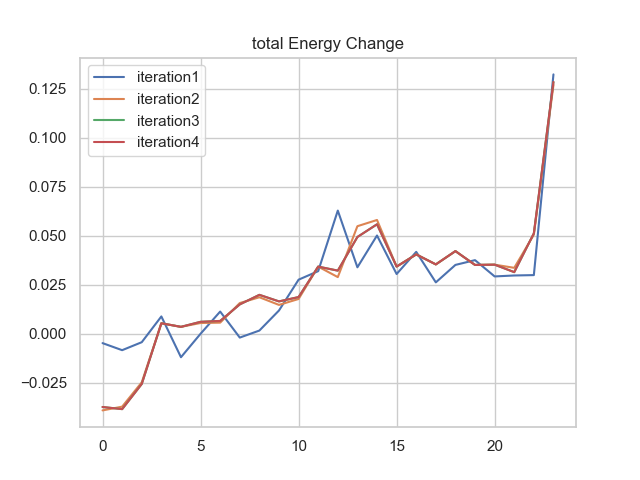 total Energy Change
iteration1
iteration2
iteration3
iteration4
0.125
0.100
0.075
0.050
0.025
0.000
−0.025
0 5 10 15 20